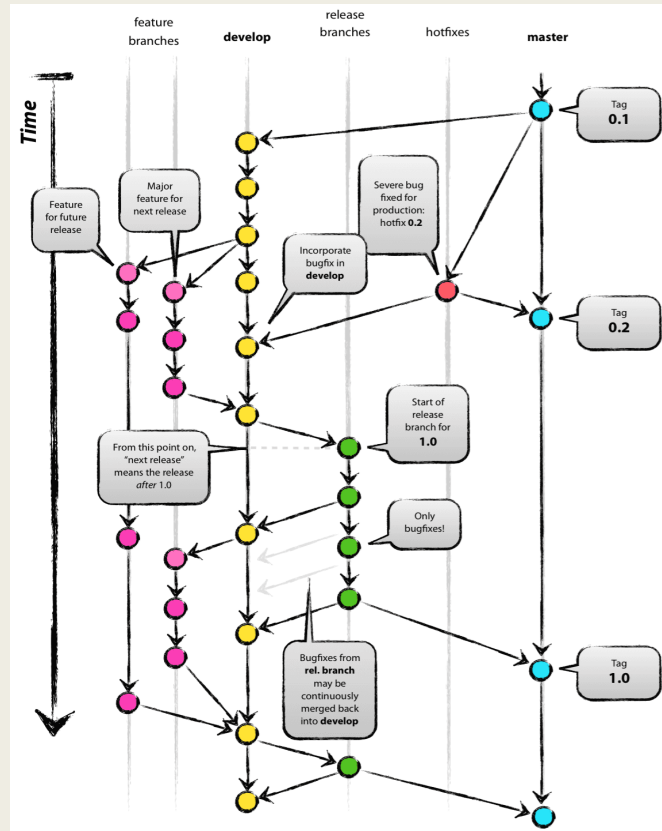 feature
branches
develop
release
branches
hotfixes
master
Time
Tag
0.1
Major
feature for
next release
Feature
for future
release
Severe bug
fixed for
production:
hotfix 0.2
Incorporate
bugfix in
develop
Tag
0.2
Start of
release
branch for
1.0
From this point on,
“next release”
means the release
after 1.0
Only
bugfixes!
Bugfixes from
rel. branch
may be
continuously
merged back
into develop
Tag
1.0